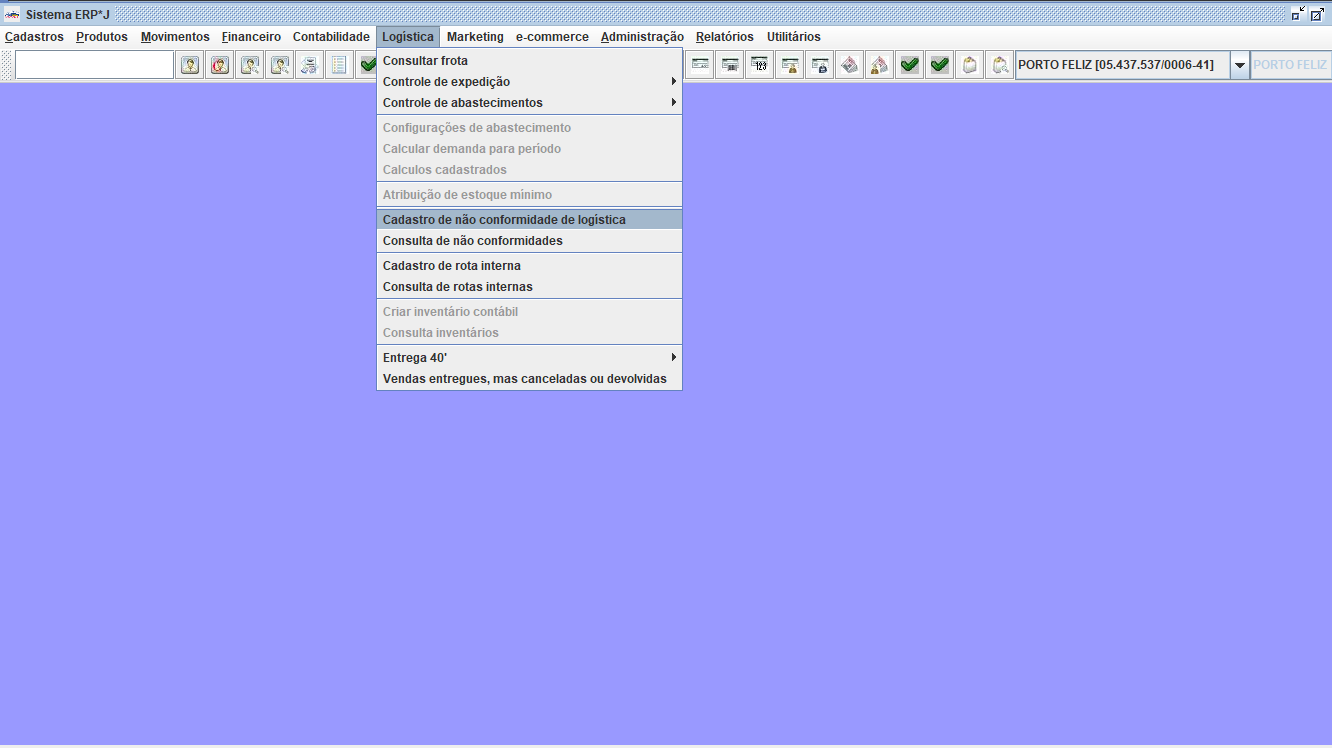 Sistema ERP*J
Cadastros Produtos Movimentos Financeiro Contabilidade Logística Marketing e-commerce Administração Relatórios Utilitários
123 PORTO FELIZ [05.437.537/0006-41] PORTO FELIZ
Consultar frota
Controle de expedição
Controle de abastecimentos
Configurações de abastecimento
Calcular demanda para período
Calculos cadastrados
Atribuição de estoque mínimo
Cadastro de não conformidade de logística
Consulta de não conformidades
Cadastro de rota interna
Consulta de rotas internas
Criar inventário contábil
Consulta inventários
Entrega 40'
Vendas entregues, mas canceladas ou devolvidas